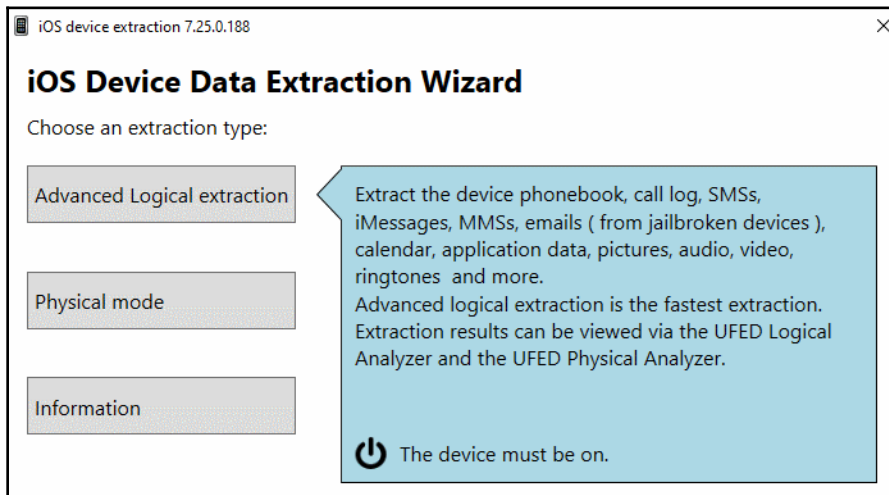 iOS device extraction 7.25.0.188
iOS Device Data Extraction Wizard
Choose an extraction type:
Advanced Logical extraction
Extract the device phonebook, call log, SMSs,
iMessages, MMSs, emails ( from jailbroken devices ),
calendar, application data, pictures, audio, video,
ringtones  and more.
Advanced logical extraction is the fastest extraction.
Extraction results can be viewed via the UFED Logical
Analyzer and the UFED Physical Analyzer.
The device must be on.
Physical mode
Information